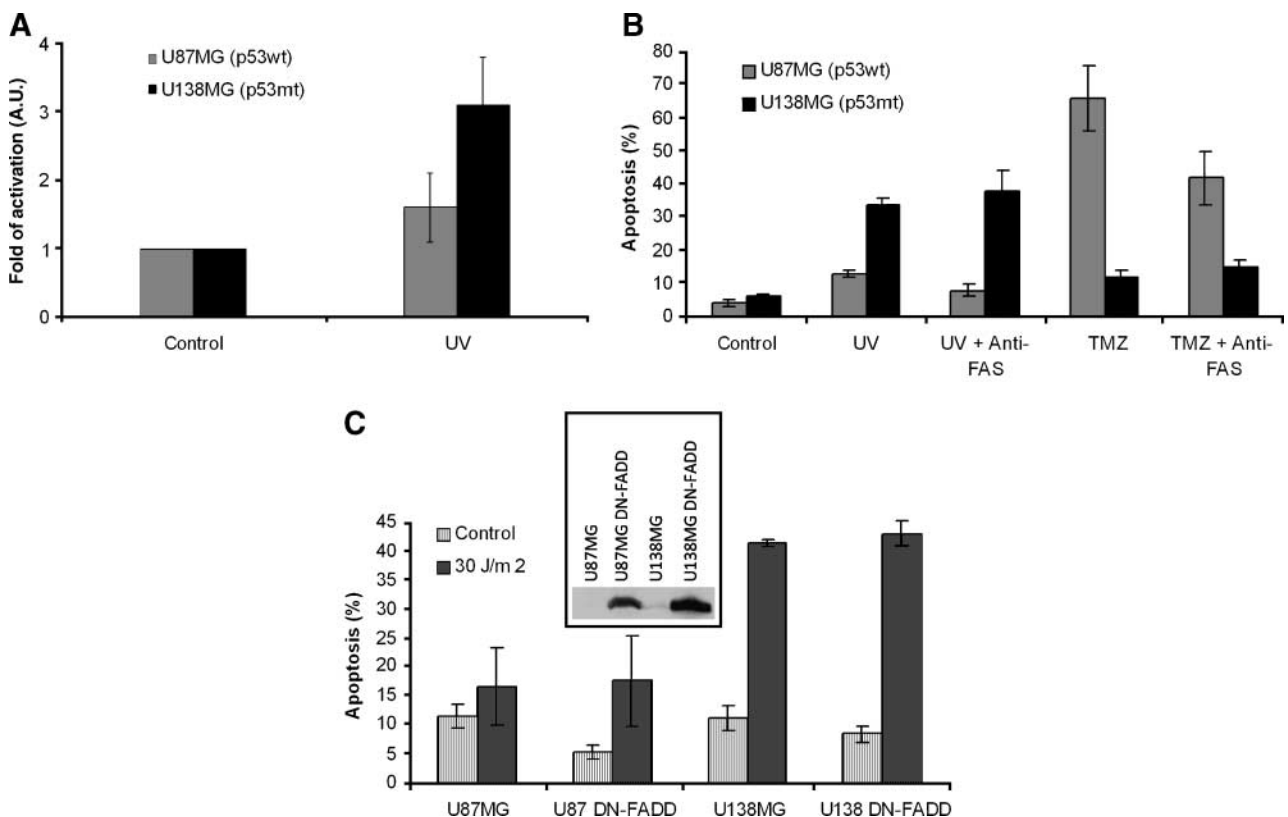 A
Fold of activation (A.U.)
4
3
2
1
0
U87MG (p53wt)
U138MG (p53mt)
Control
UV
B
Apoptosis (%)
80
70
60
50
40
30
20
10
0
U87MG (p53wt)
U138MG (p53mt)
Control
UV
UV + Anti-
FAS
TMZ
TMZ + Anti-
FAS
C
Apoptosis (%)
45
40
35
30
25
20
15
10
5
0
Control
30 J/m 2
U87MG
U87MG DN-FADD
U138MG
U138MG DN-FADD
U87MG
U87 DN-FADD
U138MG
U138 DN-FADD